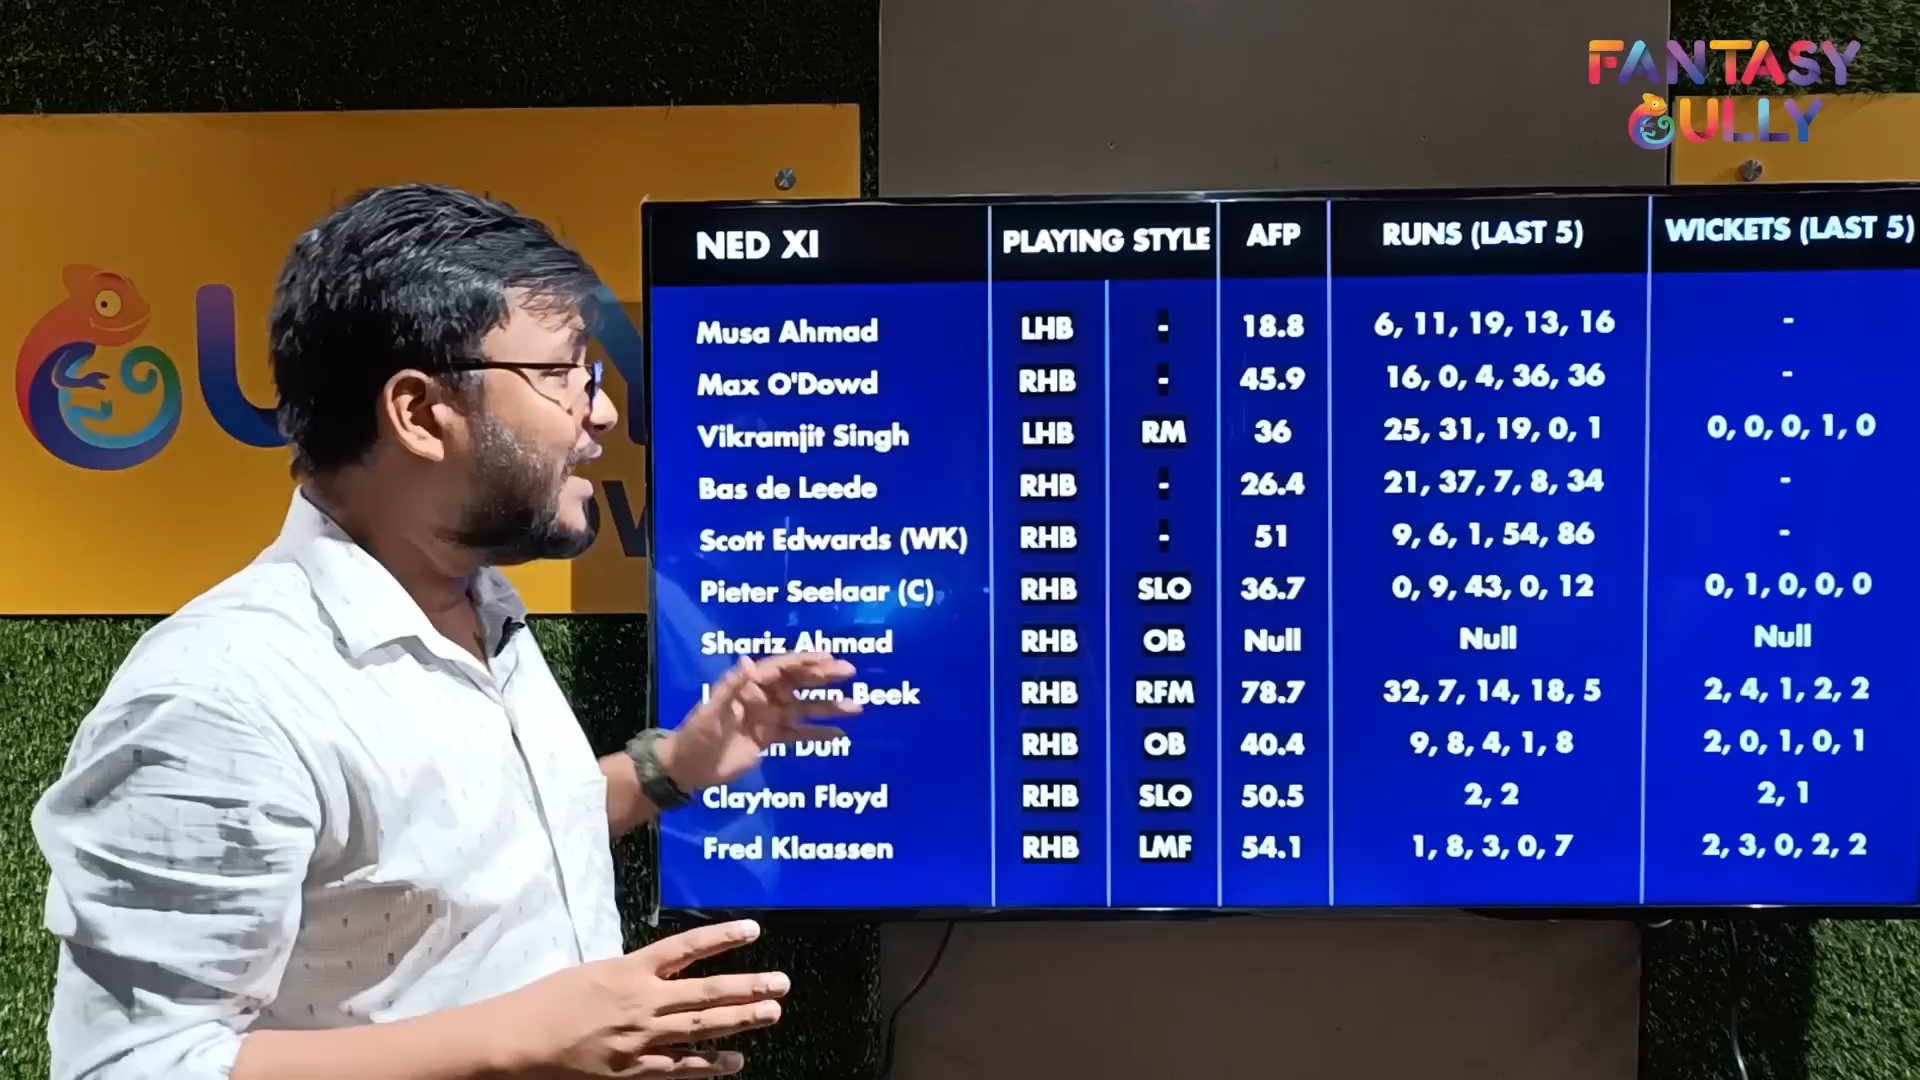 FANTASY
GULLY
NED XI PLAYING STYLE AFP RUNS (LAST 5) WICKETS (LAST 5)
Musa Ahmad LHB - 18.8 6, 11, 19, 13, 16 -
Max O'Dowd RHB - 45.9 16, 0, 4, 36, 36 -
Vikramjit Singh LHB RM 36 25, 31, 19, 0, 1 0, 0, 0, 1, 0
Bas de Leede RHB - 26.4 21, 37, 7, 8, 34 -
Scott Edwards (WK) RHB - 51 9, 6, 1, 54, 86 -
Pieter Seelaar (C) RHB SLO 36.7 0, 9, 43, 0, 12 0, 1, 0, 0, 0
Shariz Ahmad RHB OB Null Null Null
van Beek RHB RFM 78.7 32, 7, 14, 18, 5 2, 4, 1, 2, 2
Dutt RHB OB 40.4 9, 8, 4, 1, 8 2, 0, 1, 0, 1
Clayton Floyd RHB SLO 50.5 2, 2 2, 1
Fred Klaassen RHB LMF 54.1 1, 8, 3, 0, 7 2, 3, 0, 2, 2